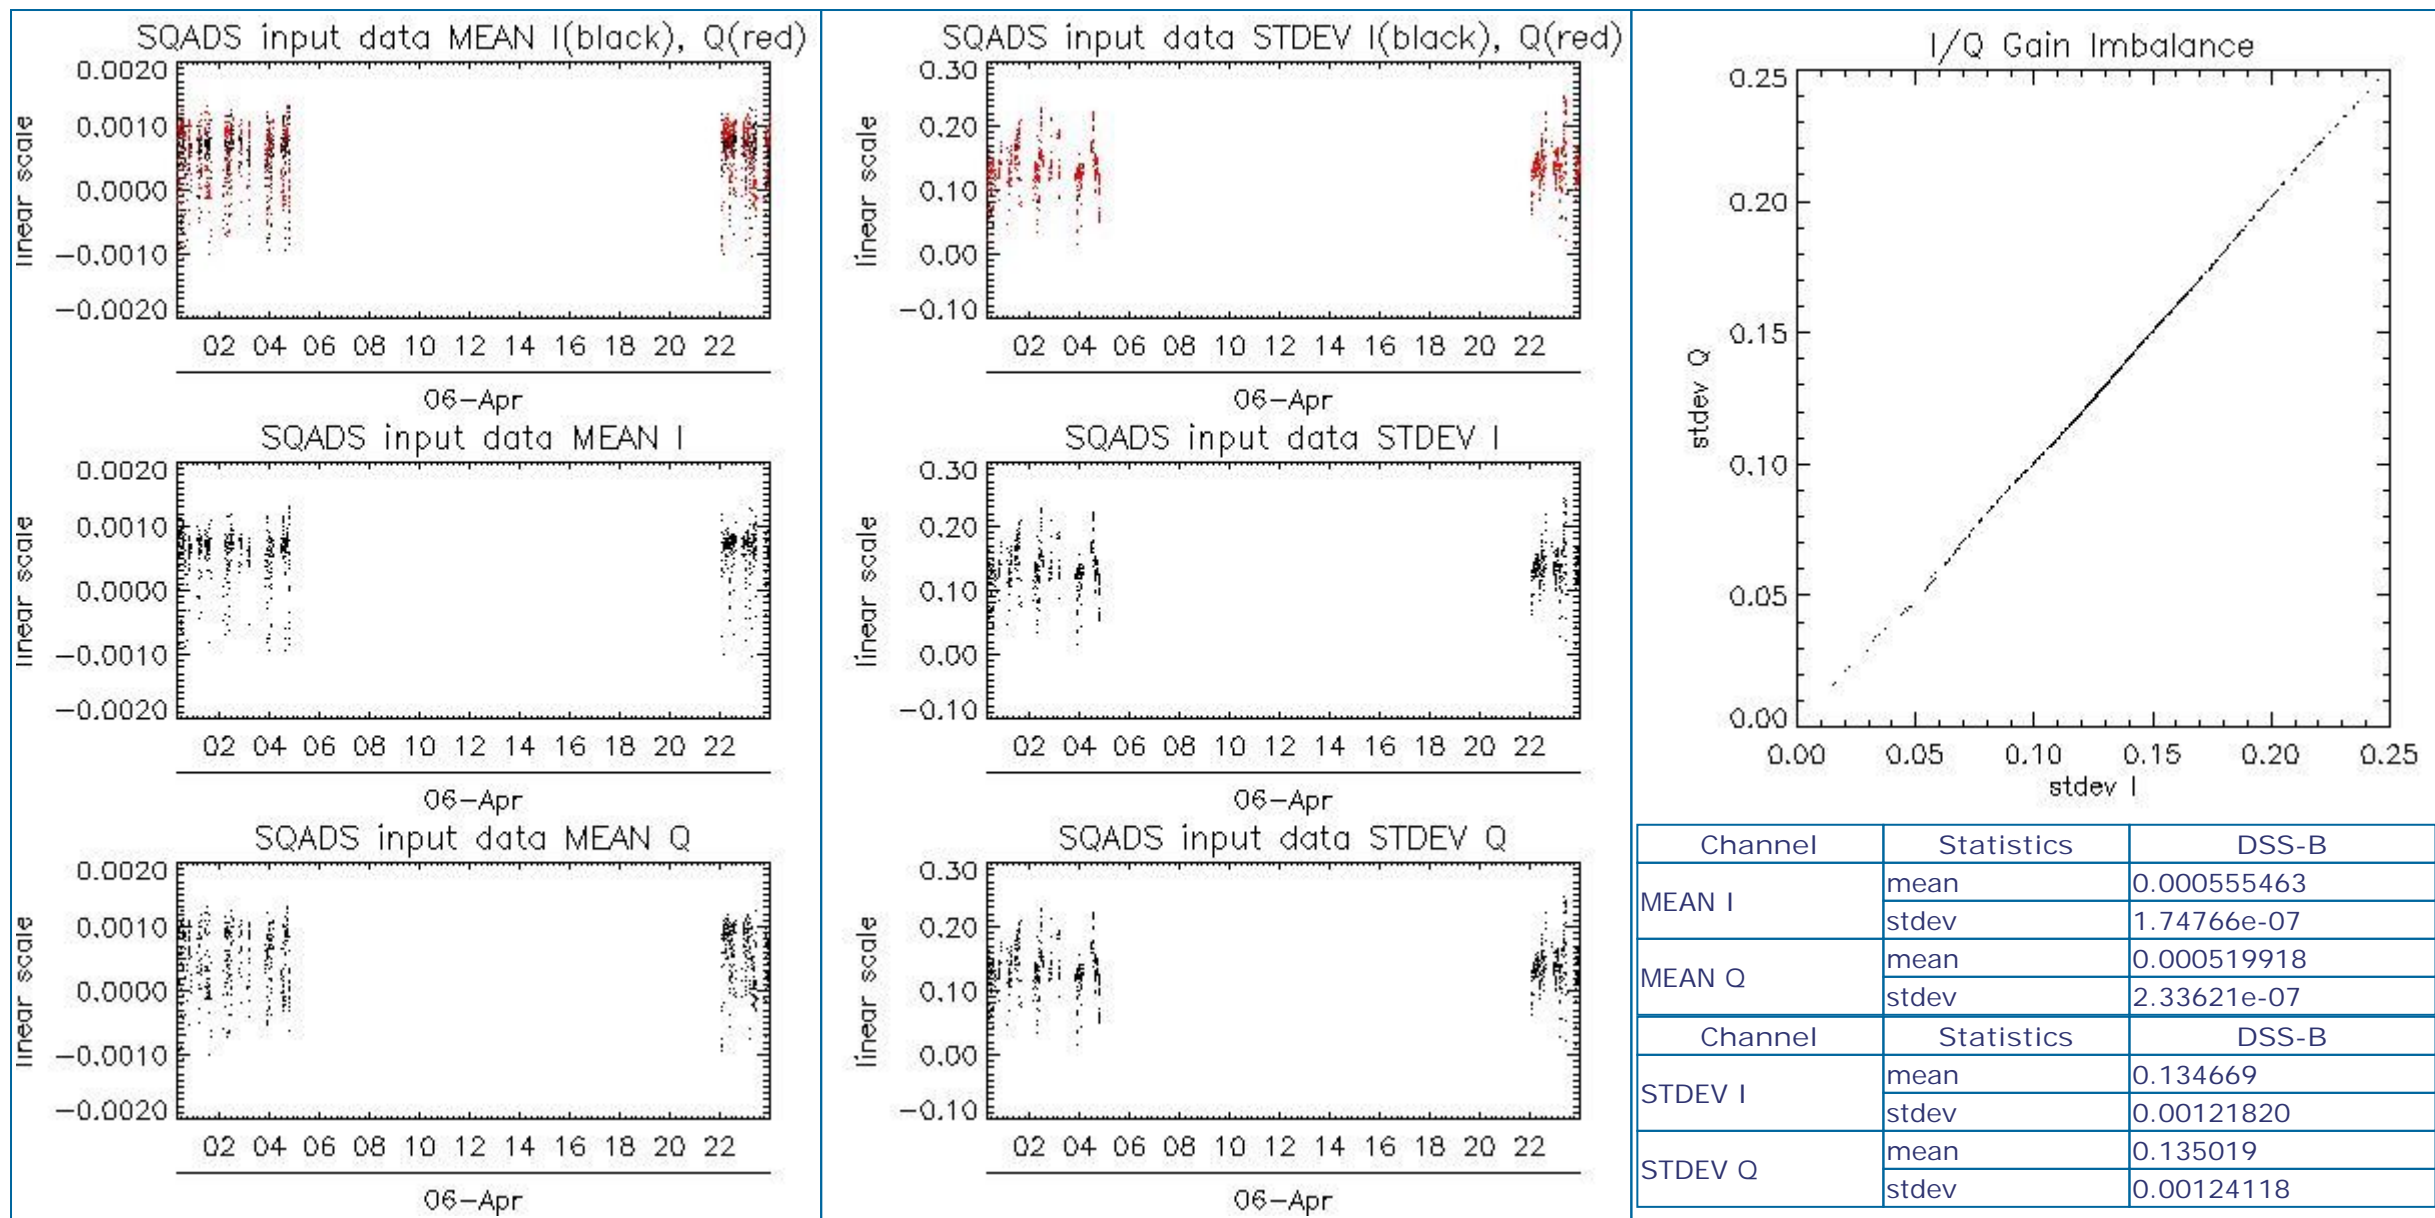 SQADS input data MEAN I(black), Q(red)
0.0020
0.0010
0.0000
−0.0010
−0.0020
linear scale
02 04 06 08 10 12 14 16 18 20 22
06-Apr
SQADS input data MEAN I
0.0020
0.0010
0.0000
−0.0010
−0.0020
linear scale
02 04 06 08 10 12 14 16 18 20 22
06-Apr
SQADS input data MEAN Q
0.0020
0.0010
0.0000
−0.0010
−0.0020
linear scale
02 04 06 08 10 12 14 16 18 20 22
06-Apr
SQADS input data STDEV I(black), Q(red)
0.30
0.20
0.10
0.00
−0.10
linear scale
02 04 06 08 10 12 14 16 18 20 22
06-Apr
SQADS input data STDEV I
0.30
0.20
0.10
0.00
−0.10
linear scale
02 04 06 08 10 12 14 16 18 20 22
06-Apr
SQADS input data STDEV Q
0.30
0.20
0.10
0.00
−0.10
linear scale
02 04 06 08 10 12 14 16 18 20 22
06-Apr
I/Q Gain Imbalance
0.25
0.20
0.15
0.10
0.05
0.00
stdev Q
0.00 0.05 0.10 0.15 0.20 0.25
stdev I
Channel Statistics DSS-B
MEAN I mean 0.000555463
stdev 1.74766e-07
MEAN Q mean 0.000519918
stdev 2.33621e-07
Channel Statistics DSS-B
STDEV I mean 0.134669
stdev 0.00121820
STDEV Q mean 0.135019
stdev 0.00124118